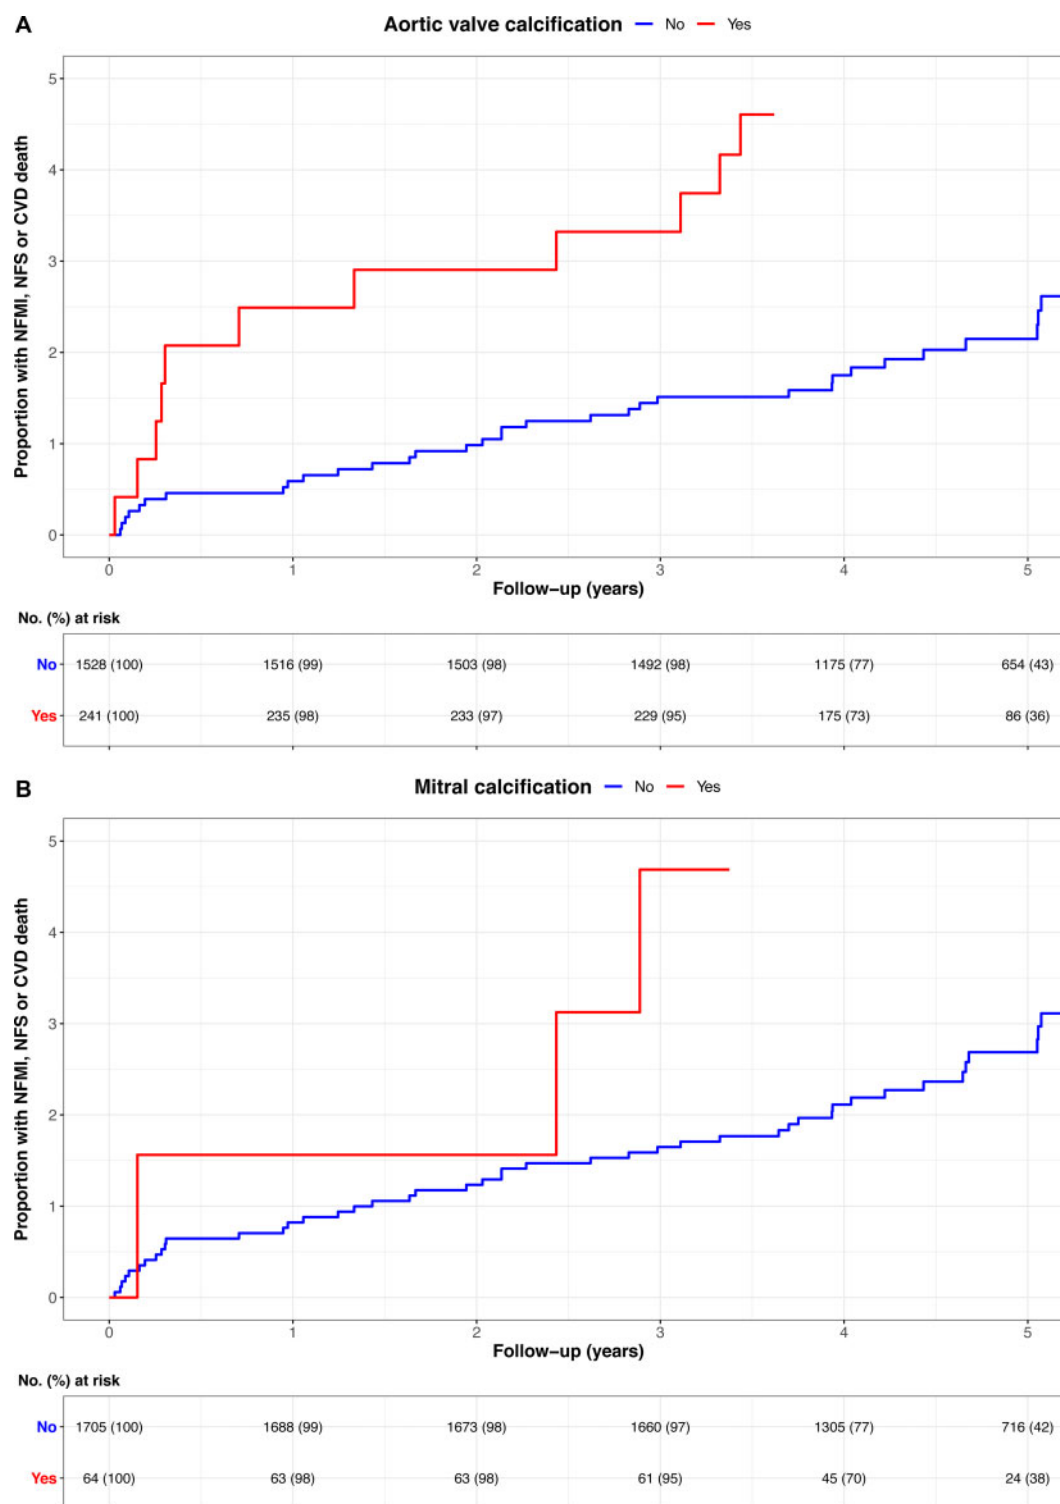 A
Aortic valve calcification No Yes
Proportion with NFMI, NFS or CVD death
5
4
3
2
1
0
0 1 2 3 4 5
Follow-up (years)
No. (%) at risk
No 1528 (100) 1516 (99) 1503 (98) 1492 (98) 1175 (77) 654 (43)
Yes 241 (100) 235 (98) 233 (97) 229 (95) 175 (73) 86 (36)
B
Mitral calcification No Yes
Proportion with NFMI, NFS or CVD death
5
4
3
2
1
0
0 1 2 3 4 5
Follow-up (years)
No. (%) at risk
No 1705 (100) 1688 (99) 1673 (98) 1660 (97) 1305 (77) 716 (42)
Yes 64 (100) 63 (98) 63 (98) 61 (95) 45 (70) 24 (38)